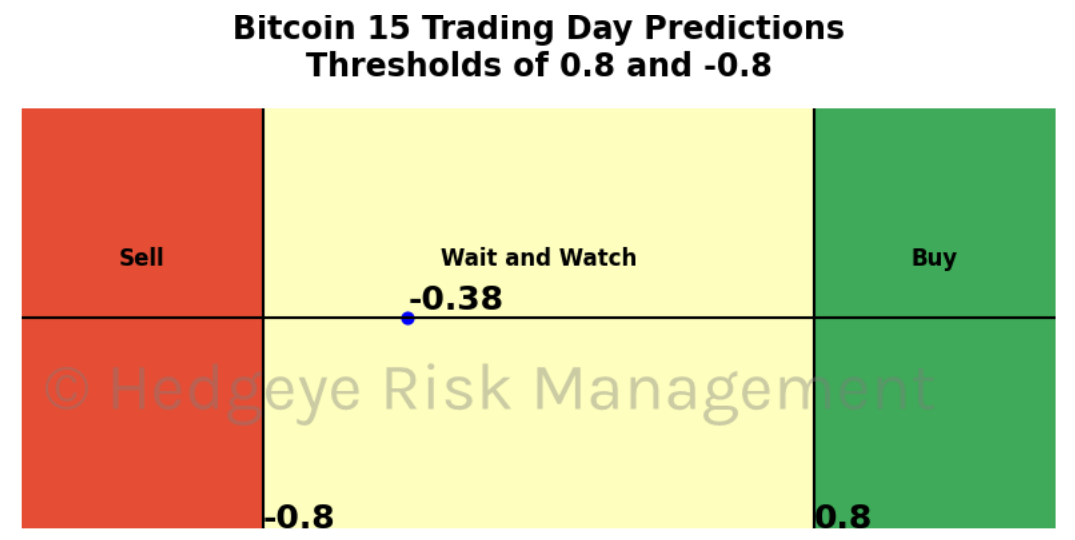 Bitcoin 15 Trading Day Predictions
Thresholds of 0.8 and -0.8
Sell
Wait and Watch
Buy
-0.38
© Hedgeye Risk Management
-0.8
0.8